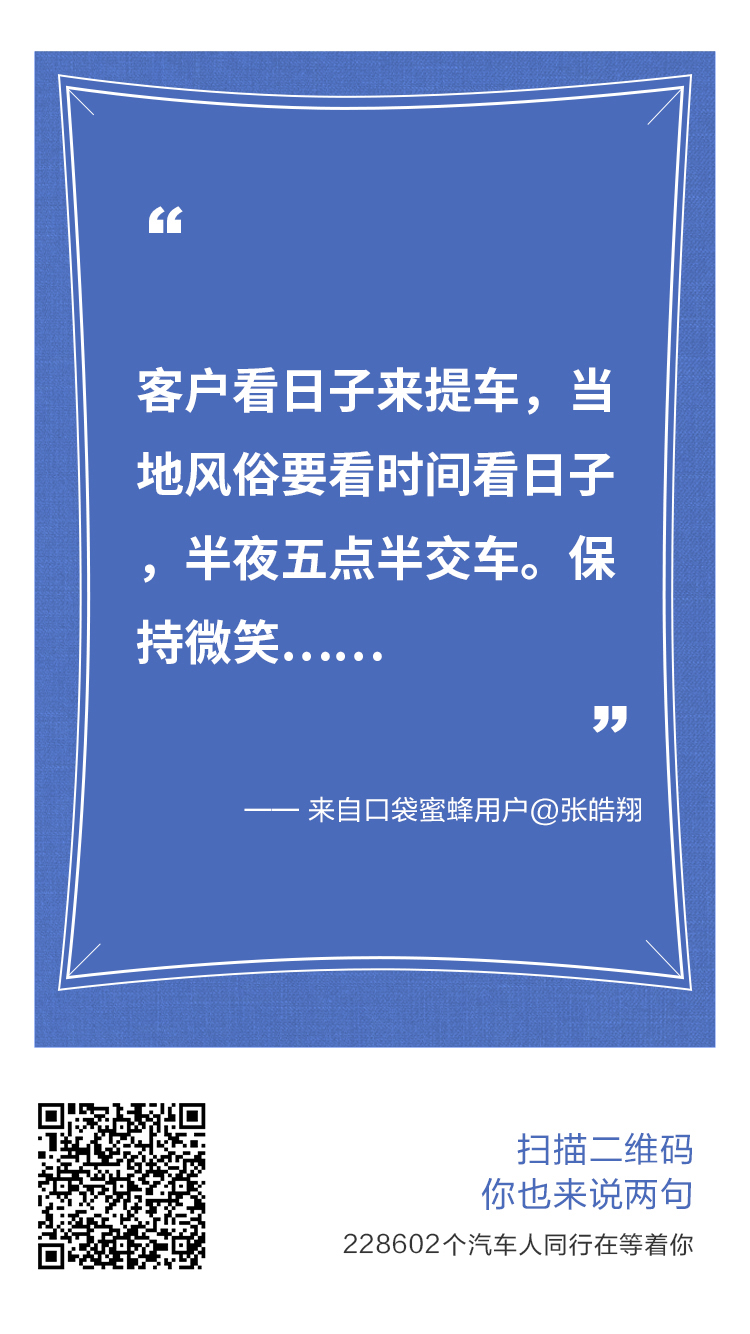 “
客户看日子来提车，当
地风俗要看时间看日子
，半夜五点半交车。保
持微笑……
”
—— 来自口袋蜜蜂用户@张皓翔
扫描二维码
你也来说两句
228602个汽车人同行在等着你